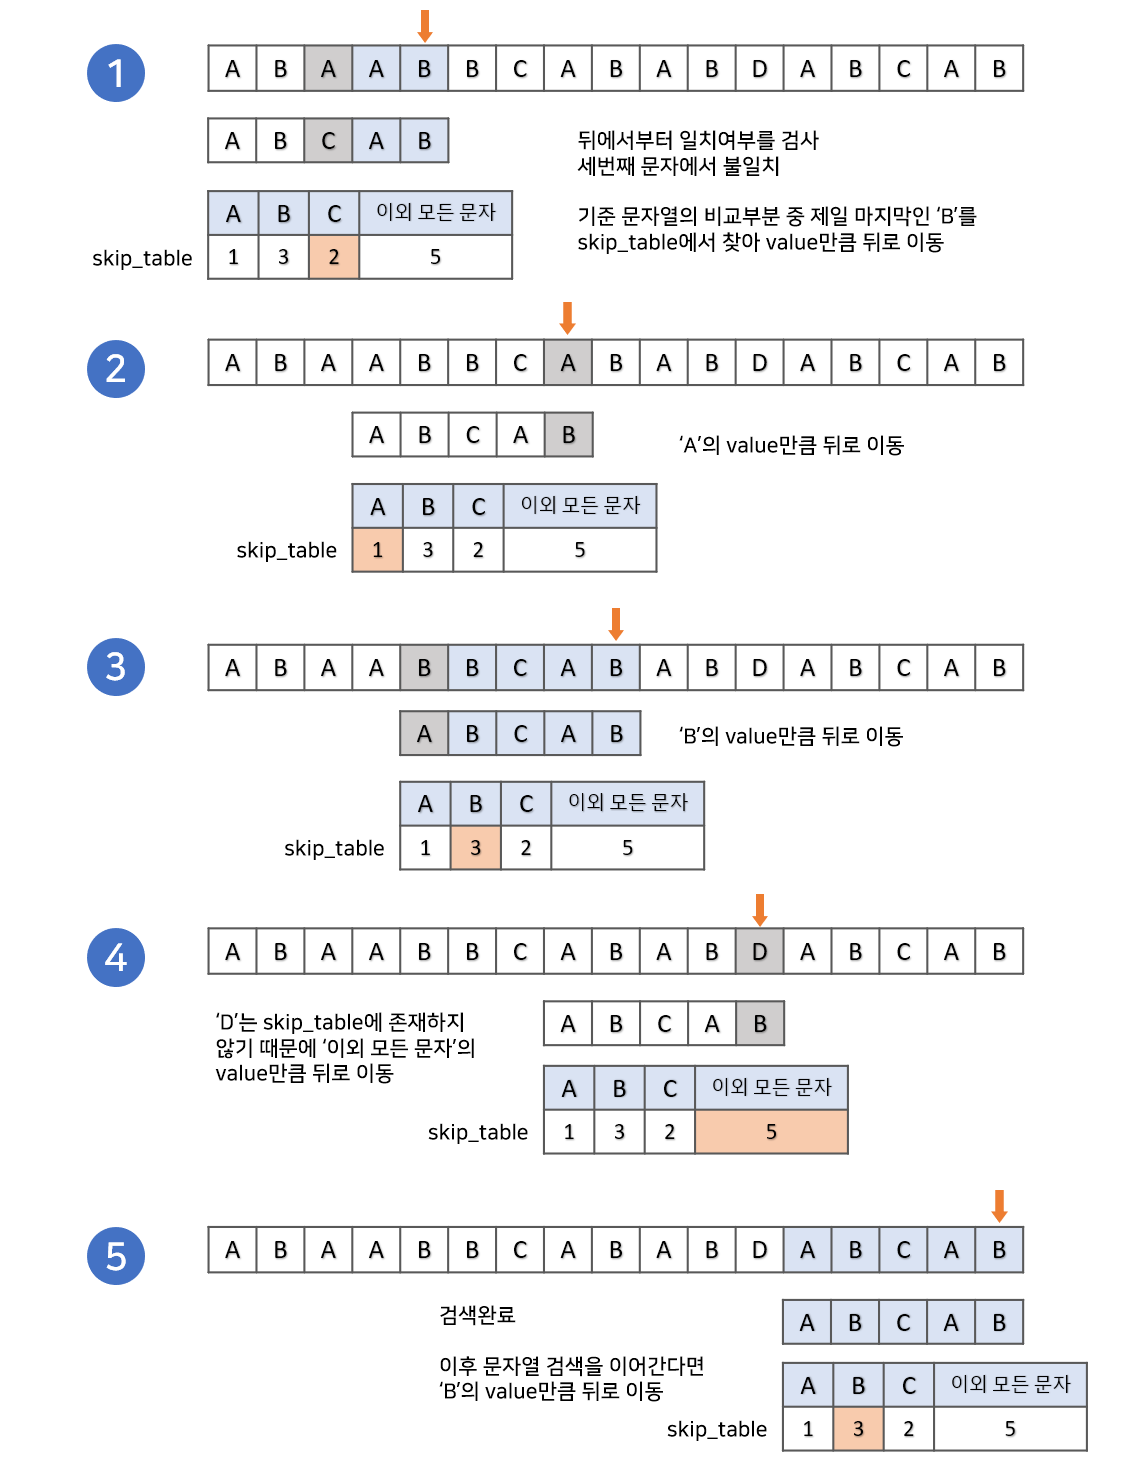 1
A B A A B B C A B A B D A B C A B
A B C A B
뒤에서부터 일치여부를 검사
세번째 문자에서 불일치
기준 문자열의 비교부분 중 제일 마지막인 ‘B’를
skip_table에서 찾아 value만큼 뒤로 이동
A B C 이외 모든 문자
skip_table 1 3 2 5
2
A B A A B B C A B A B D A B C A B
A B C A B
‘A’의 value만큼 뒤로 이동
A B C 이외 모든 문자
skip_table 1 3 2 5
3
A B A A B B C A B A B D A B C A B
A B C A B
‘B’의 value만큼 뒤로 이동
A B C 이외 모든 문자
skip_table 1 3 2 5
4
A B A A B B C A B A B D A B C A B
A B C A B
‘D’는 skip_table에 존재하지
않기 때문에 ‘이외 모든 문자’의
value만큼 뒤로 이동
A B C 이외 모든 문자
skip_table 1 3 2 5
5
A B A A B B C A B A B D A B C A B
A B C A B
검색완료
이후 문자열 검색을 이어간다면
‘B’의 value만큼 뒤로 이동
A B C 이외 모든 문자
skip_table 1 3 2 5